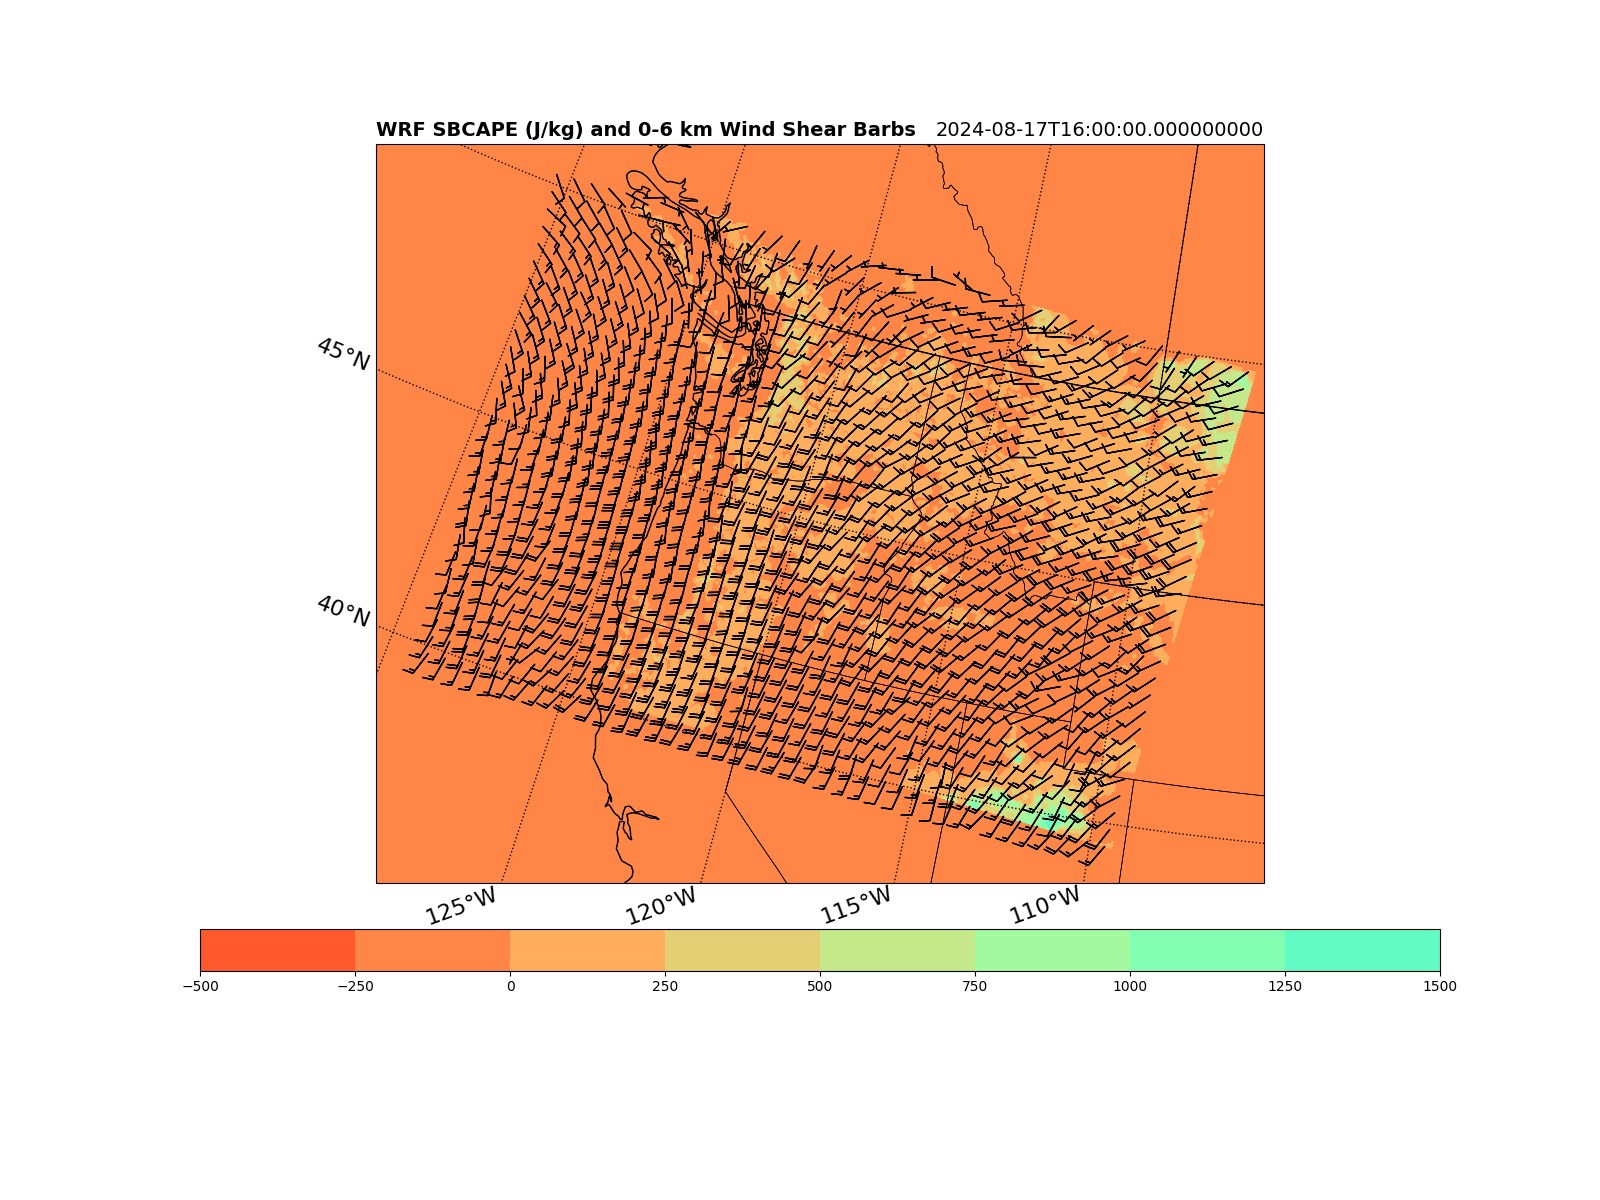 WRF SBCAPE (J/kg) and 0-6 km Wind Shear Barbs 2024-08-17T16:00:00.000000000
45°N
40°N
125°W 120°W 115°W 110°W
−500 −250 0 250 500 750 1000 1250 1500